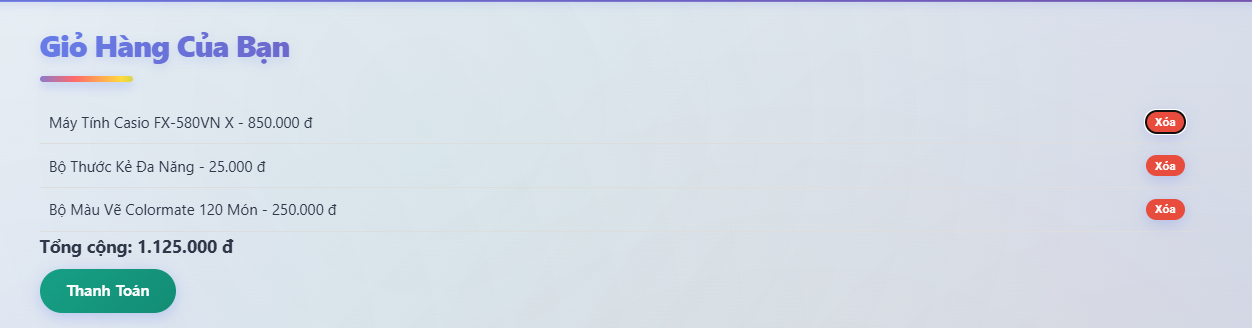 Giỏ Hàng Của Bạn
Máy Tính Casio FX-580VN X - 850.000 đ Xóa
Bộ Thước Kẻ Đa Năng - 25.000 đ Xóa
Bộ Màu Vẽ Colormate 120 Món - 250.000 đ Xóa
Tổng cộng: 1.125.000 đ
Thanh Toán